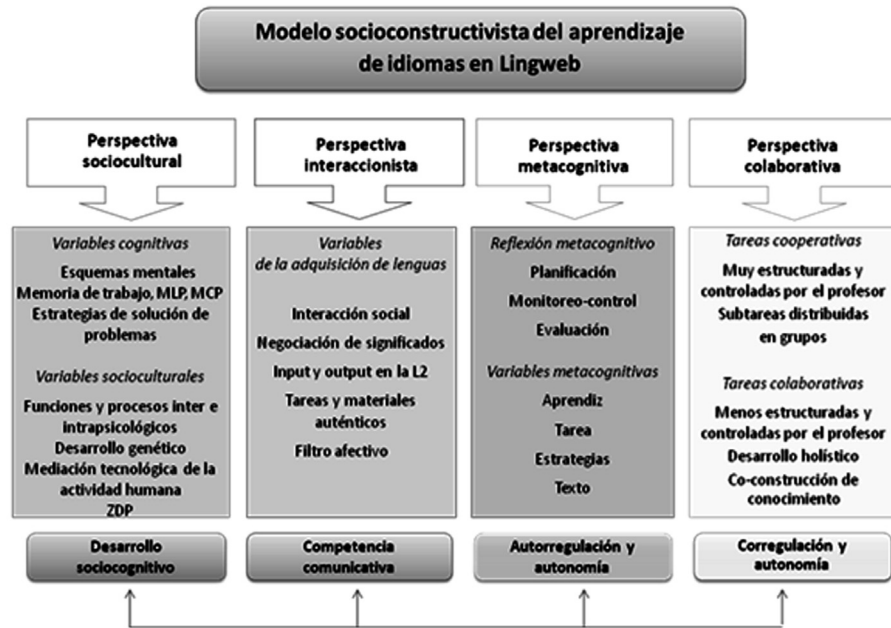 Modelo socioconstructivista del aprendizaje
de idiomas en Lingweb
Perspectiva
sociocultural
Perspectiva
interaccionista
Perspectiva
metacognitiva
Perspectiva
colaborativa
Variables cognitivas
Esquemas mentales
Memoria de trabajo, MLP, MCP
Estrategias de solución de
problemas
Variables socioculturales
Funciones y procesos inter e
intrapsicológicos
Desarrollo genético
Mediación tecnológica de la
actividad humana
ZDP
Variables
de la adquisición de lenguas
Interacción social
Negociación de significados
Input y output en la L2
Tareas y materiales
auténticos
Filtro afectivo
Reflexión metacognitivo
Planificación
Monitoreo-control
Evaluación
Variables metacognitivas
Aprendiz
Tarea
Estrategias
Texto
Tareas cooperativas
Muy estructuradas y
controladas por el profesor
Subtareas distribuidas
en grupos
Tareas colaborativas
Menos estructuradas y
controladas por el profesor
Desarrollo holístico
Co-construcción de
conocimiento
Desarrollo
sociocognitivo
Competencia
comunicativa
Autorregulación y
autonomía
Corregulación y
autonomía